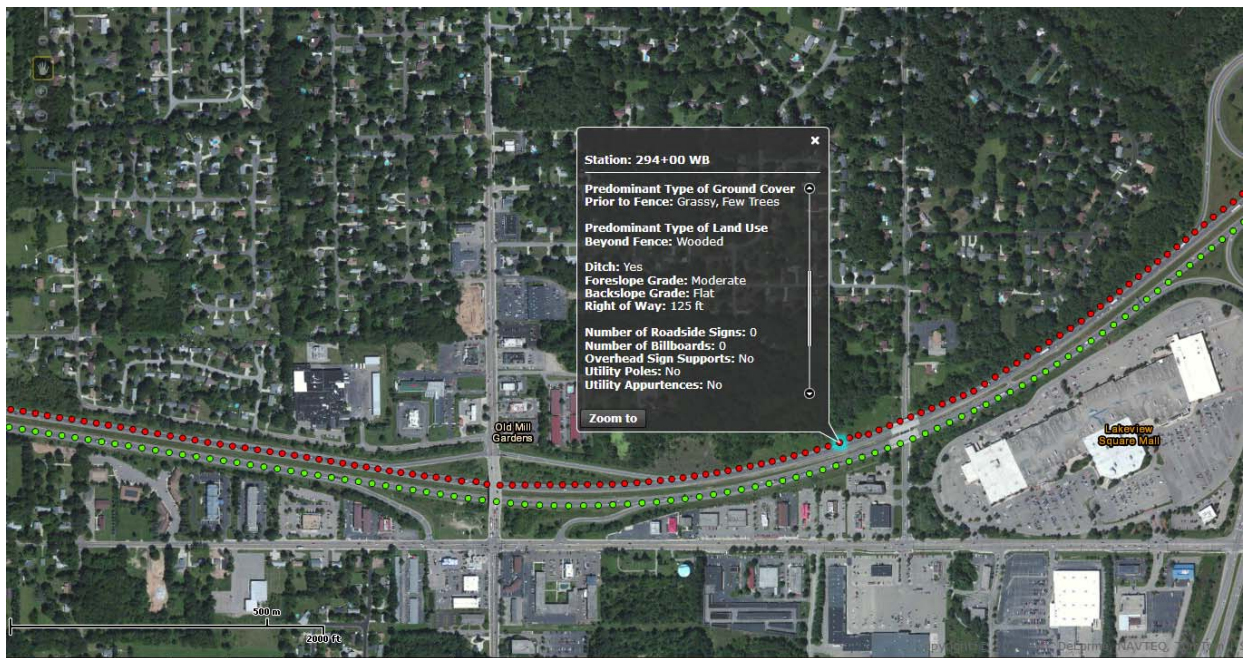 Station: 294+00 WB
Predominant Type of Ground Cover
Prior to Fence: Grassy, Few Trees
Predominant Type of Land Use
Beyond Fence: Wooded
Ditch: Yes
Foreslope Grade: Moderate
Backslope Grade: Flat
Right of Way: 125 ft
Number of Roadside Signs: 0
Number of Billboards: 0
Overhead Sign Supports: No
Utility Poles: No
Utility Appurtences: No
Zoom to
Old Mill
Gardens
Lakeview
Square Mall
500 m
2000 ft
NAVTEQ,